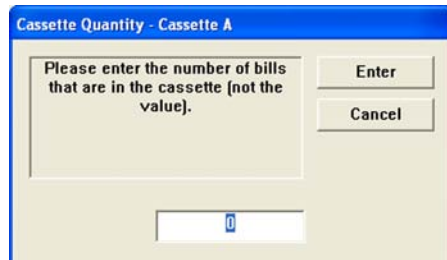 Cassette Quantity - Cassette A
Please enter the number of bills
that are in the cassette (not the
value).
Enter
Cancel
0